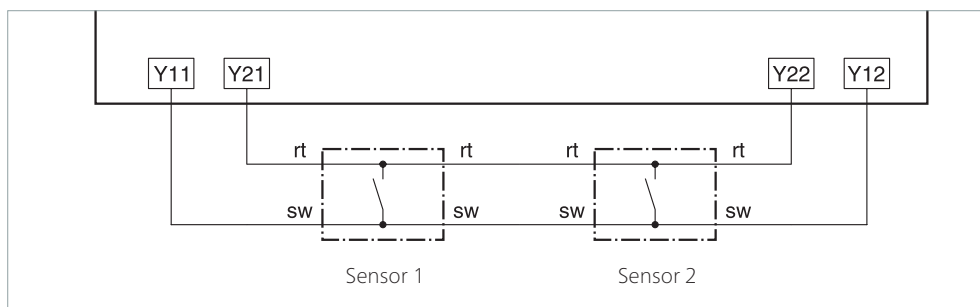 Y11 Y21 Y22 Y12
rt rt rt rt
sw sw sw sw
Sensor 1 Sensor 2